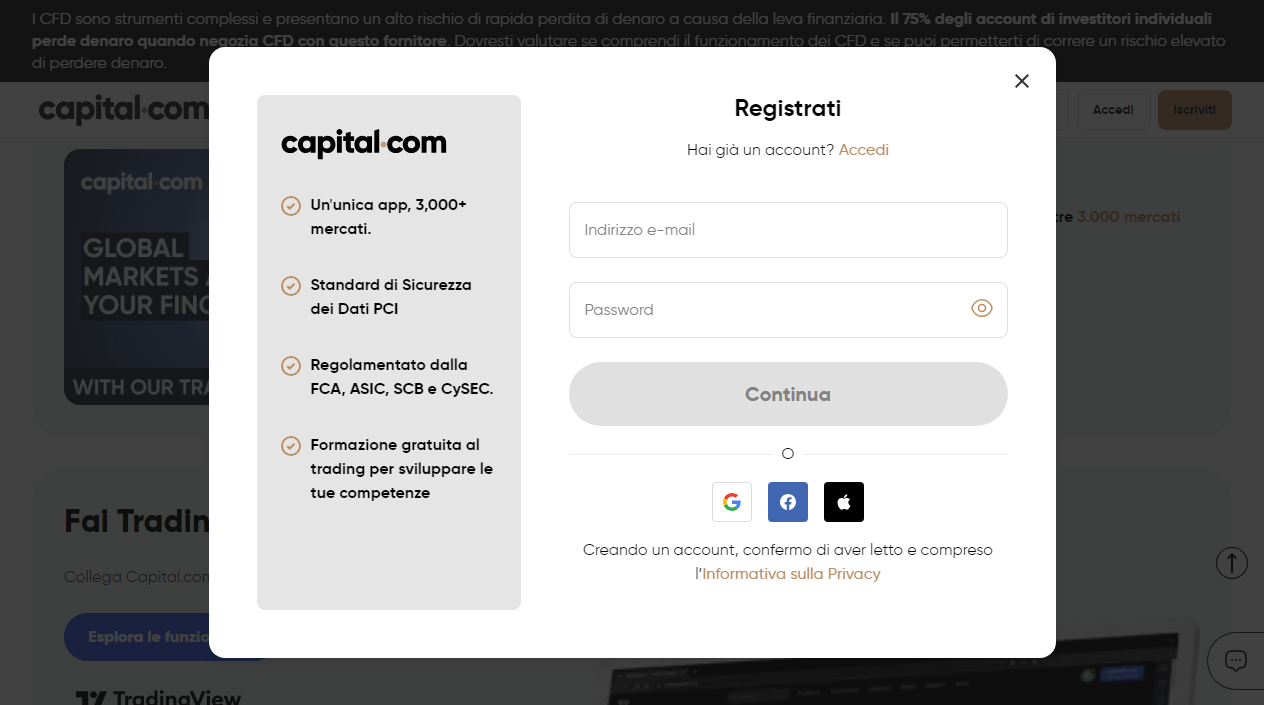 I CFD sono strumenti complessi e presentano un alto rischio di rapida perdita di denaro a causa della leva finanziaria. Il 75% degli account di investitori individuali
perde denaro quando negozia CFD con questo fornitore. Dovresti valutare se comprendi il funzionamento dei CFD e se puoi permetterti di correre un rischio elevato
di perdere denaro.
capital.com
Accedi
Iscriviti
capital.com
GLOBAL
MARKETS
YOUR FING
WITH OUR TRA
tre 3.000 mercati
Fai Tradin
Collega Capital.com
Esplora le funzio
TradingView
capital.com
Un'unica app, 3,000+
mercati.
Standard di Sicurezza
dei Dati PCI
Regolamentato dalla
FCA, ASIC, SCB e CySEC.
Formazione gratuita al
trading per sviluppare le
tue competenze
Registrati
Hai già un account? Accedi
Indirizzo e-mail
Password
Continua
O
Creando un account, confermo di aver letto e compreso
l'Informativa sulla Privacy